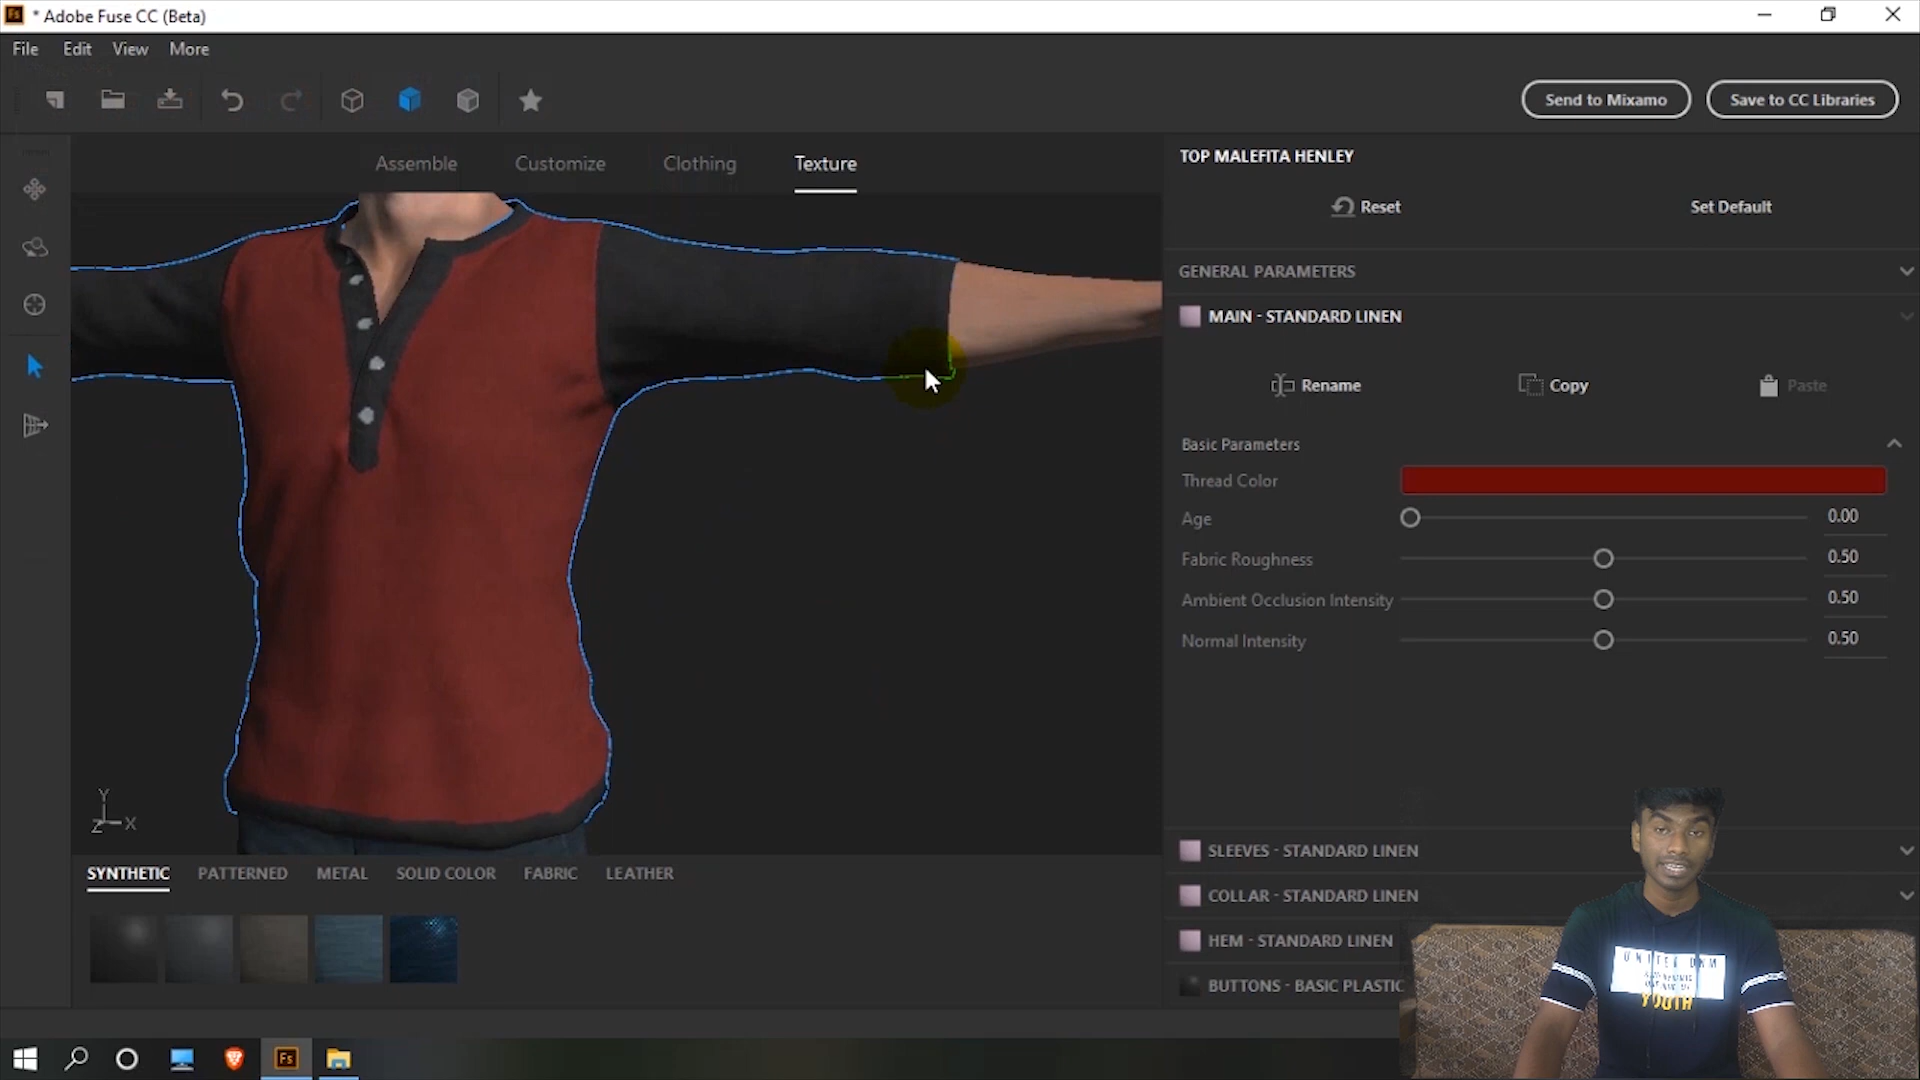 * Adobe Fuse CC (Beta)
File Edit View More
Send to Mixamo
Save to CC Libraries
Assemble Customize Clothing Texture
TOP MALEFITA HENLEY
Reset Set Default
GENERAL PARAMETERS
MAIN - STANDARD LINEN
Rename Copy Paste
Basic Parameters
Thread Color
Age 0.00
Fabric Roughness 0.50
Ambient Occlusion Intensity 0.50
Normal Intensity 0.50
Y
Z X
SLEEVES - STANDARD LINEN
COLLAR - STANDARD LINEN
HEM - STANDARD LINEN
BUTTONS - BASIC PLASTIC
SYNTHETIC PATTERNED METAL SOLID COLOR FABRIC LEATHER
YOUTH
Fs